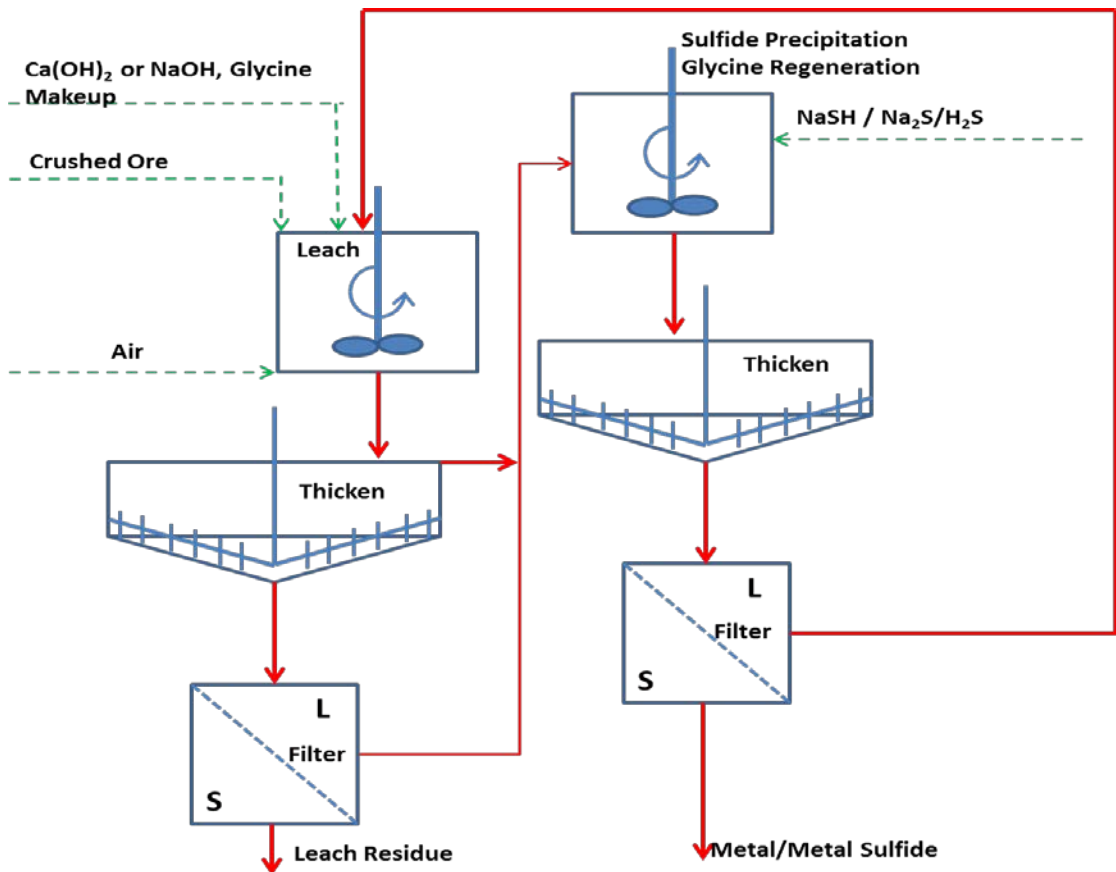 Sulfide Precipitation
Glycine Regeneration
Ca(OH)₂ or NaOH, Glycine
Makeup
NaSH / Na₂S/H₂S
Crushed Ore
Leach
Air
Thicken
Thicken
L
Filter
S
L
Filter
S
Leach Residue
Metal/Metal Sulfide